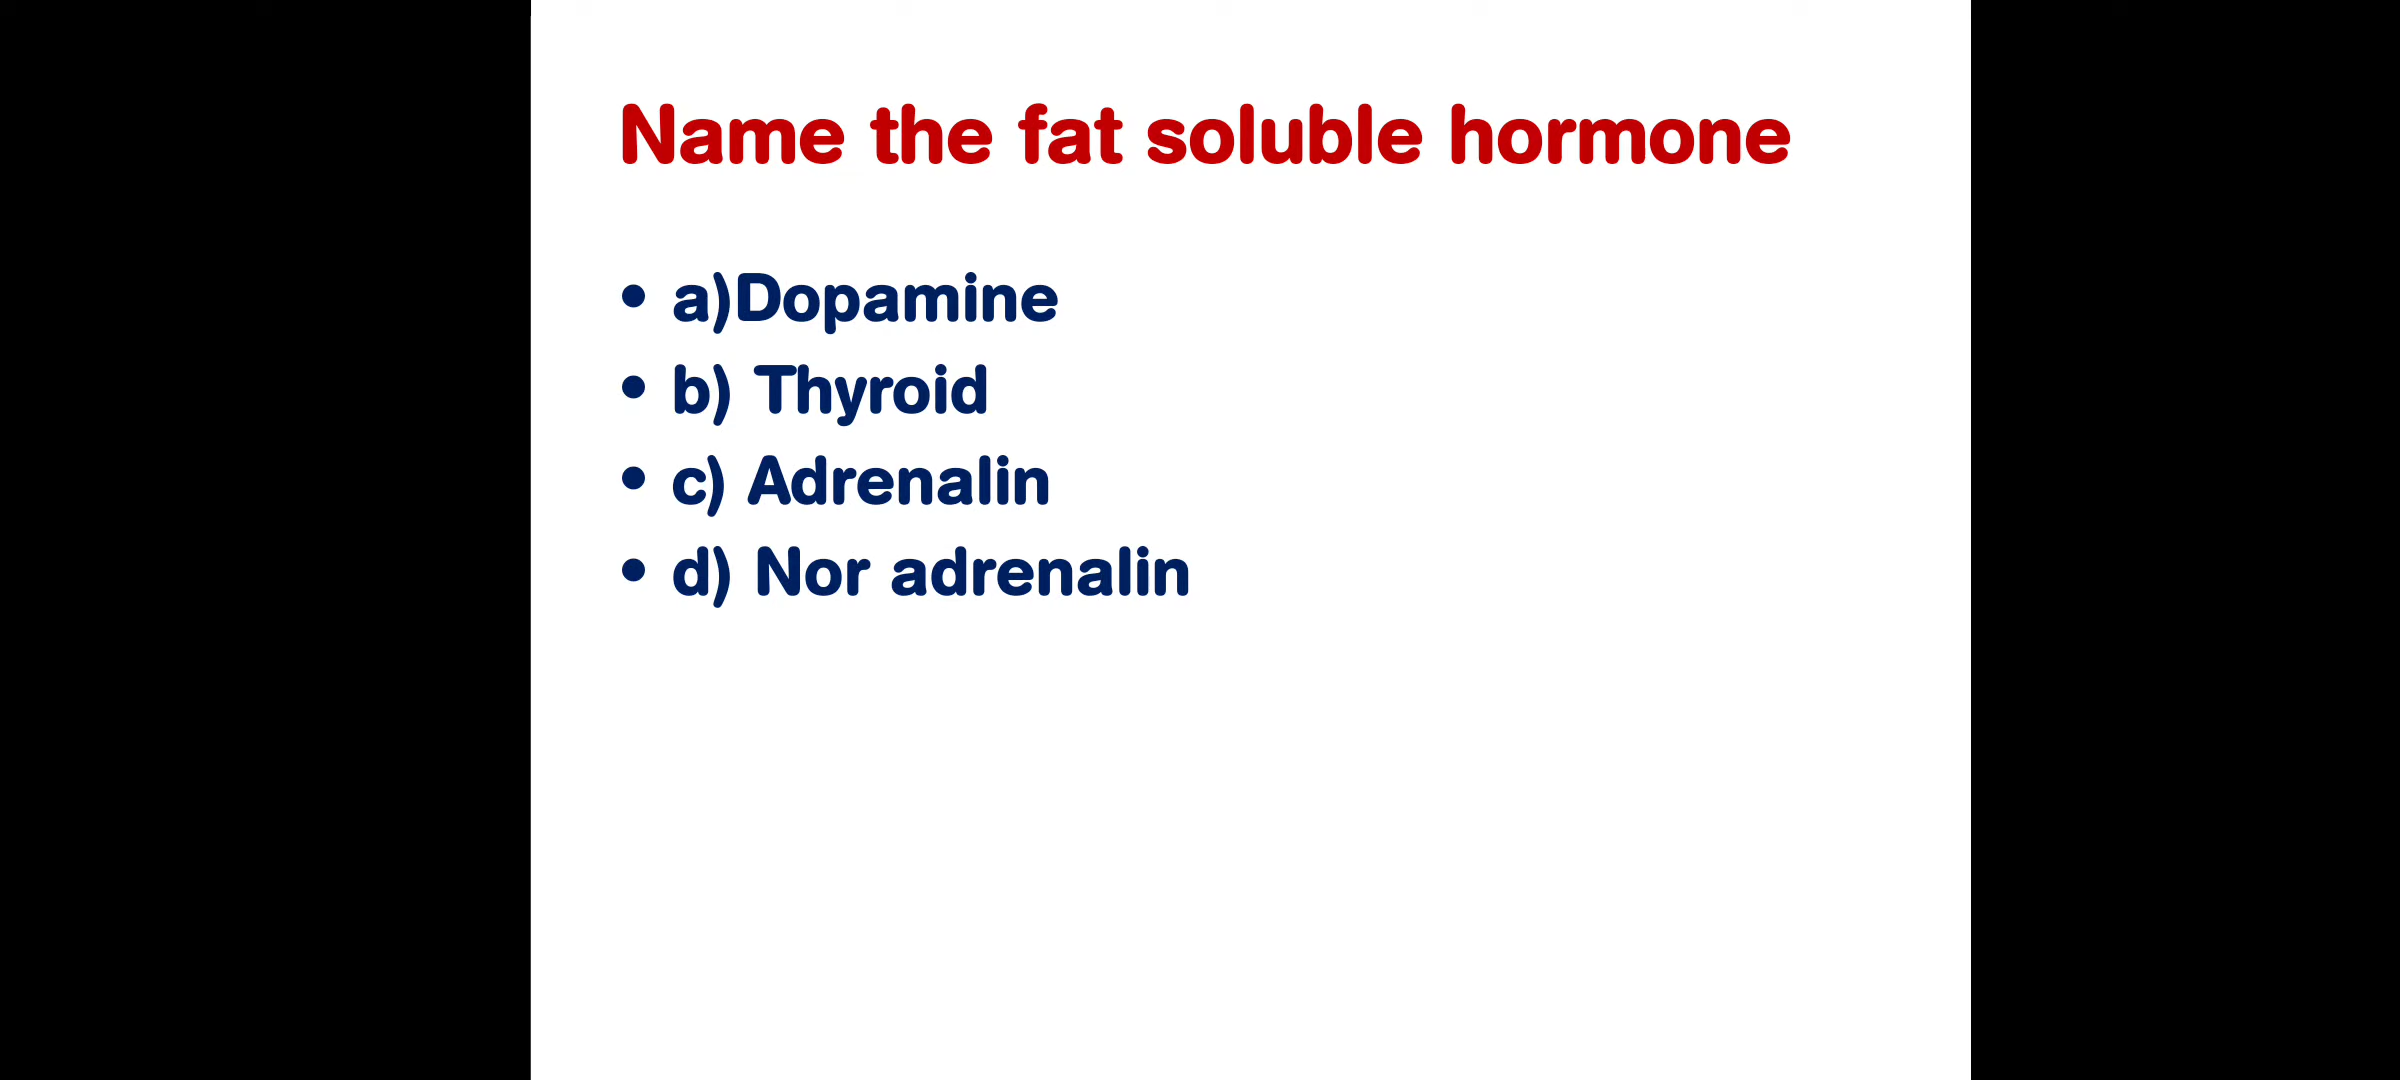 Name the fat soluble hormone
• a)Dopamine
• b) Thyroid
• c) Adrenalin
• d) Nor adrenalin